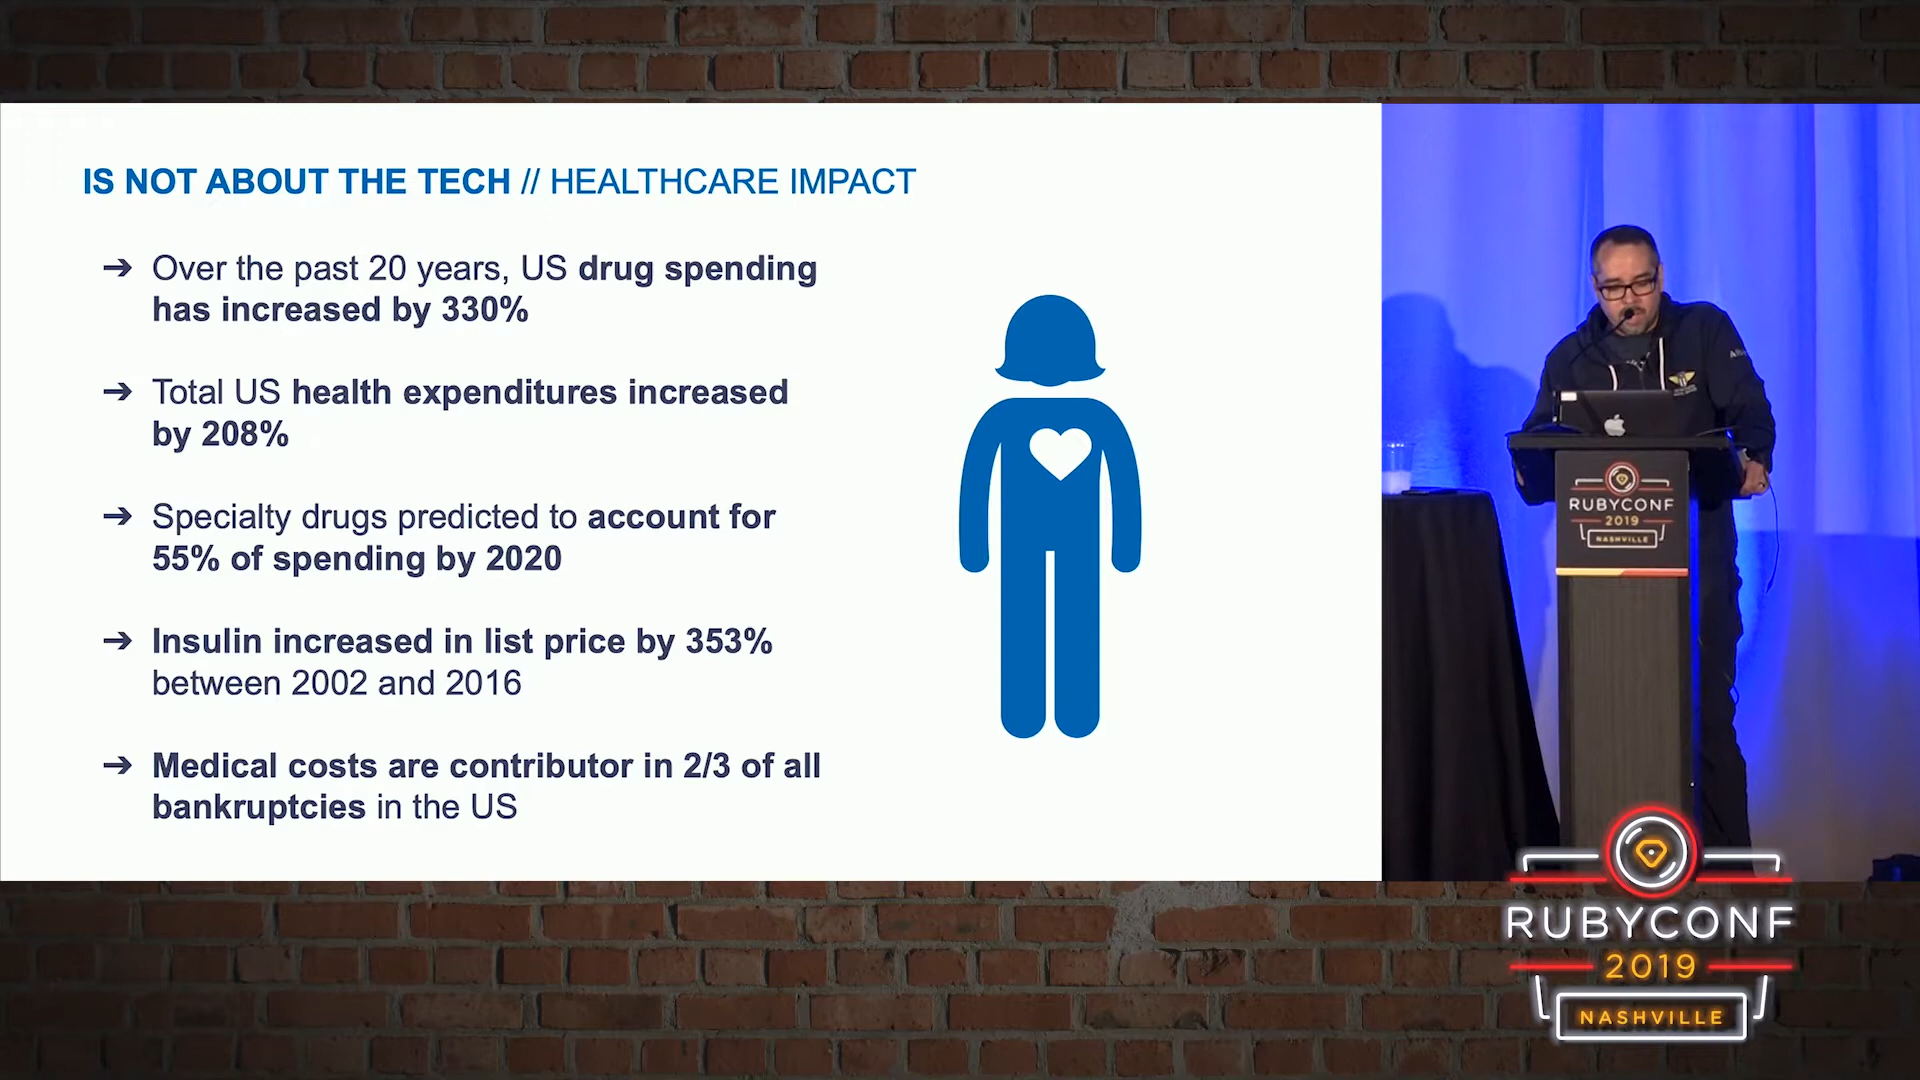 IS NOT ABOUT THE TECH // HEALTHCARE IMPACT
➔ Over the past 20 years, US drug spending
has increased by 330%
➔ Total US health expenditures increased
by 208%
➔ Specialty drugs predicted to account for
55% of spending by 2020
➔ Insulin increased in list price by 353%
between 2002 and 2016
➔ Medical costs are contributor in 2/3 of all
bankruptcies in the US
RUBYCONF
2019
NASHVILLE
RUBYCONF
2019
NASHVILLE